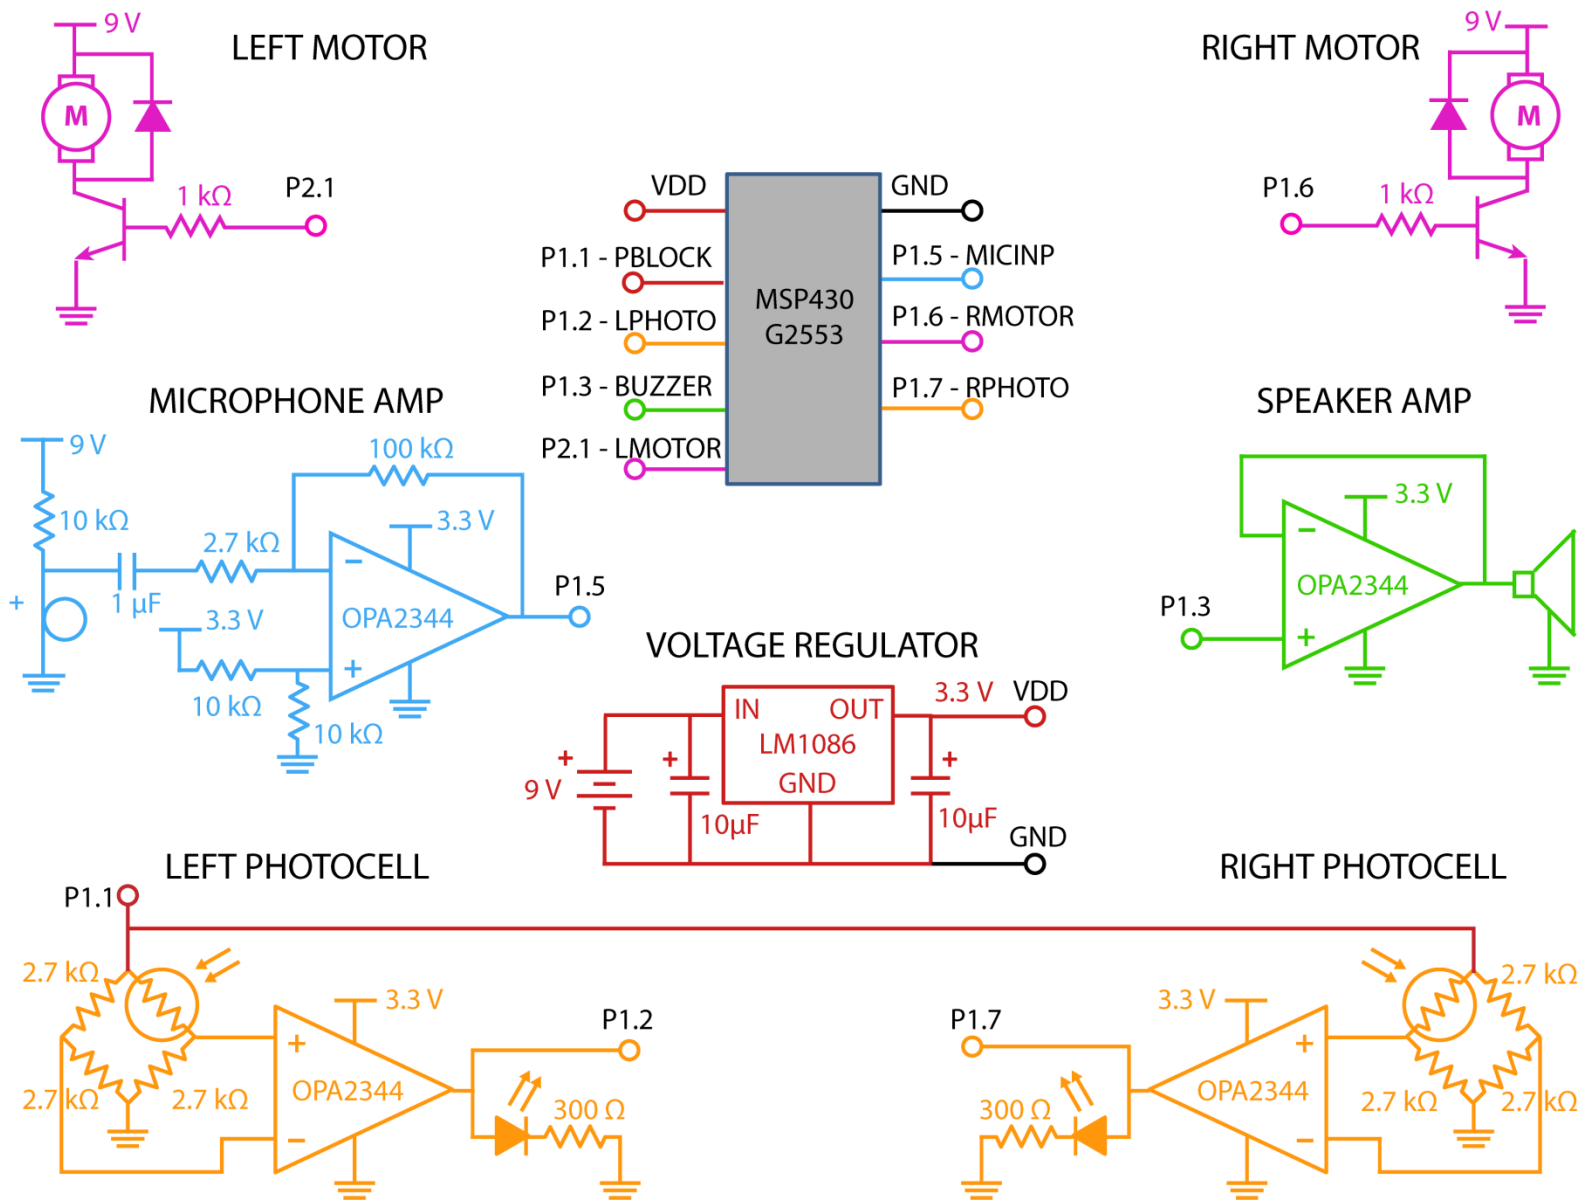 9 V
LEFT MOTOR
M
1 kΩ
P2.1
9 V
RIGHT MOTOR
M
P1.6
1 kΩ
VDD
GND
P1.1 - PBLOCK
P1.5 - MICINP
MSP430
G2553
P1.2 - LPHOTO
P1.6 - RMOTOR
P1.3 - BUZZER
P1.7 - RPHOTO
P2.1 - LMOTOR
MICROPHONE AMP
9 V
100 kΩ
10 kΩ
2.7 kΩ
3.3 V
−
+
1 µF
3.3 V
OPA2344
P1.5
+
10 kΩ
10 kΩ
SPEAKER AMP
3.3 V
−
OPA2344
P1.3
+
VOLTAGE REGULATOR
3.3 V
VDD
IN
OUT
LM1086
GND
+
+
+
9 V
10µF
10µF
GND
LEFT PHOTOCELL
P1.1
2.7 kΩ
3.3 V
P1.2
+
OPA2344
2.7 kΩ
2.7 kΩ
300 Ω
−
RIGHT PHOTOCELL
2.7 kΩ
3.3 V
P1.7
+
OPA2344
300 Ω
2.7 kΩ
2.7 kΩ
−